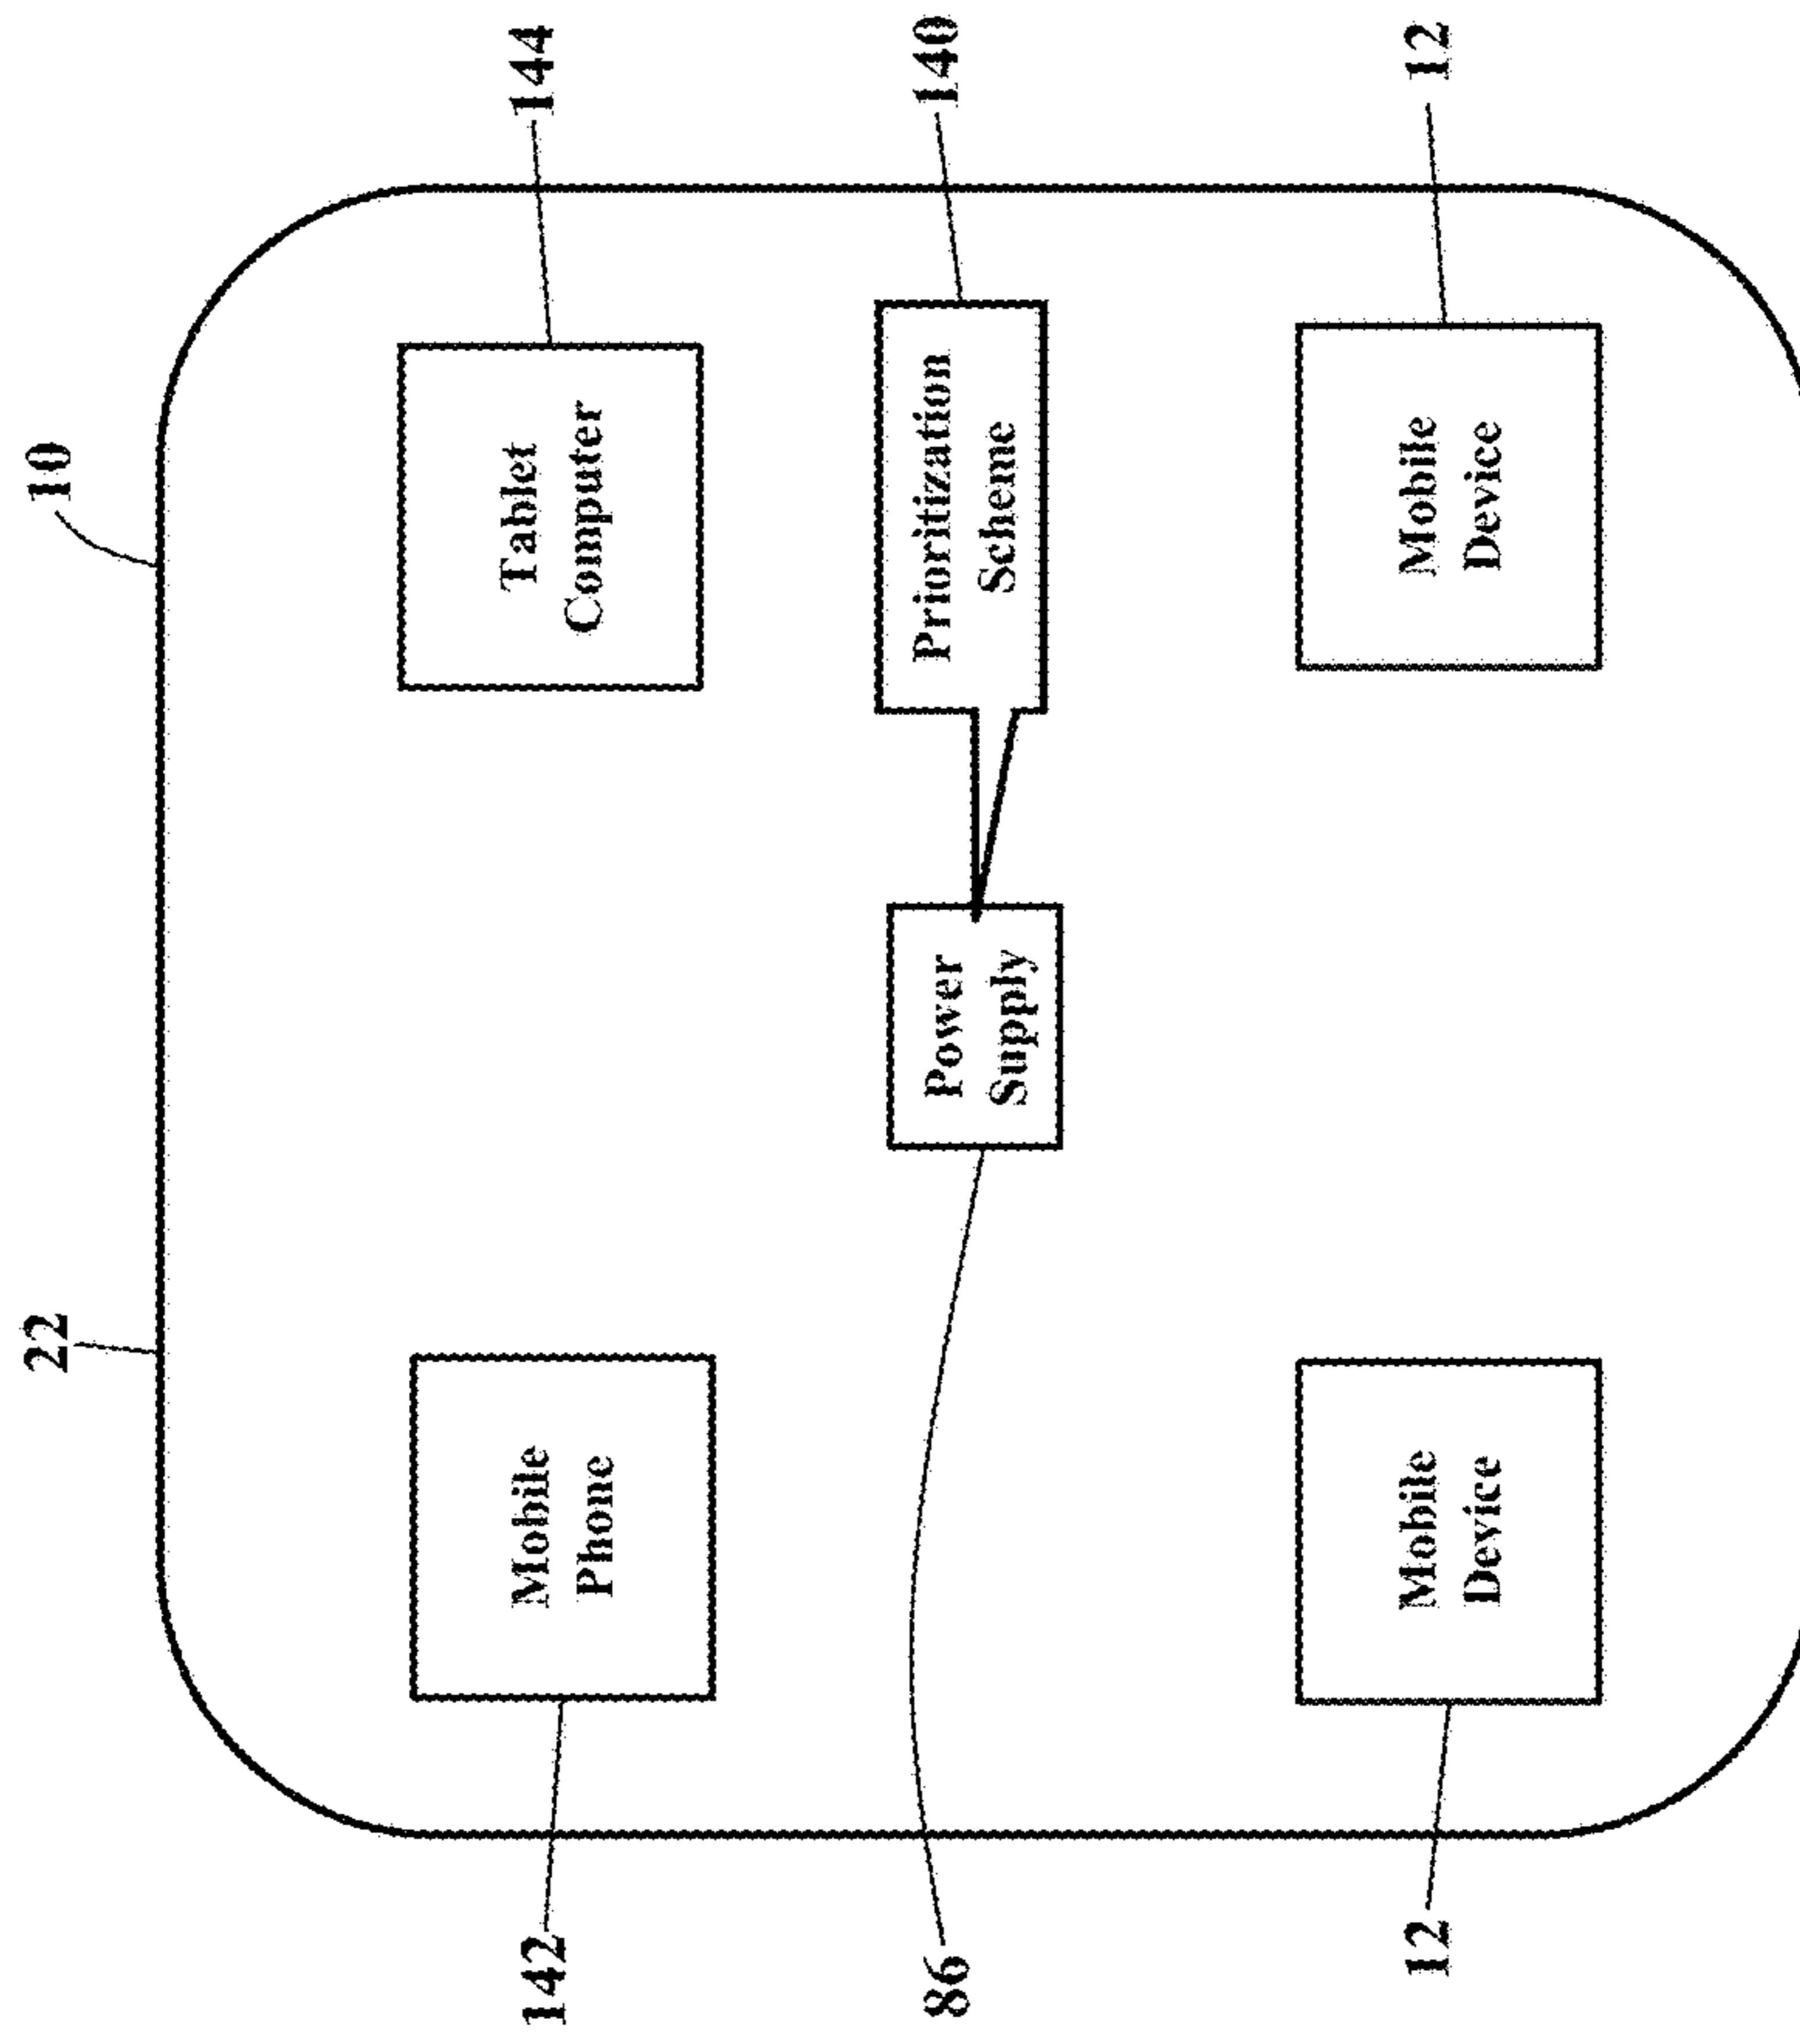 22
10
142
Mobile
Phone
Tablet
Computer
144
86
Power
Supply
Prioritization
Scheme
140
12
Mobile
Device
Mobile
Device
12